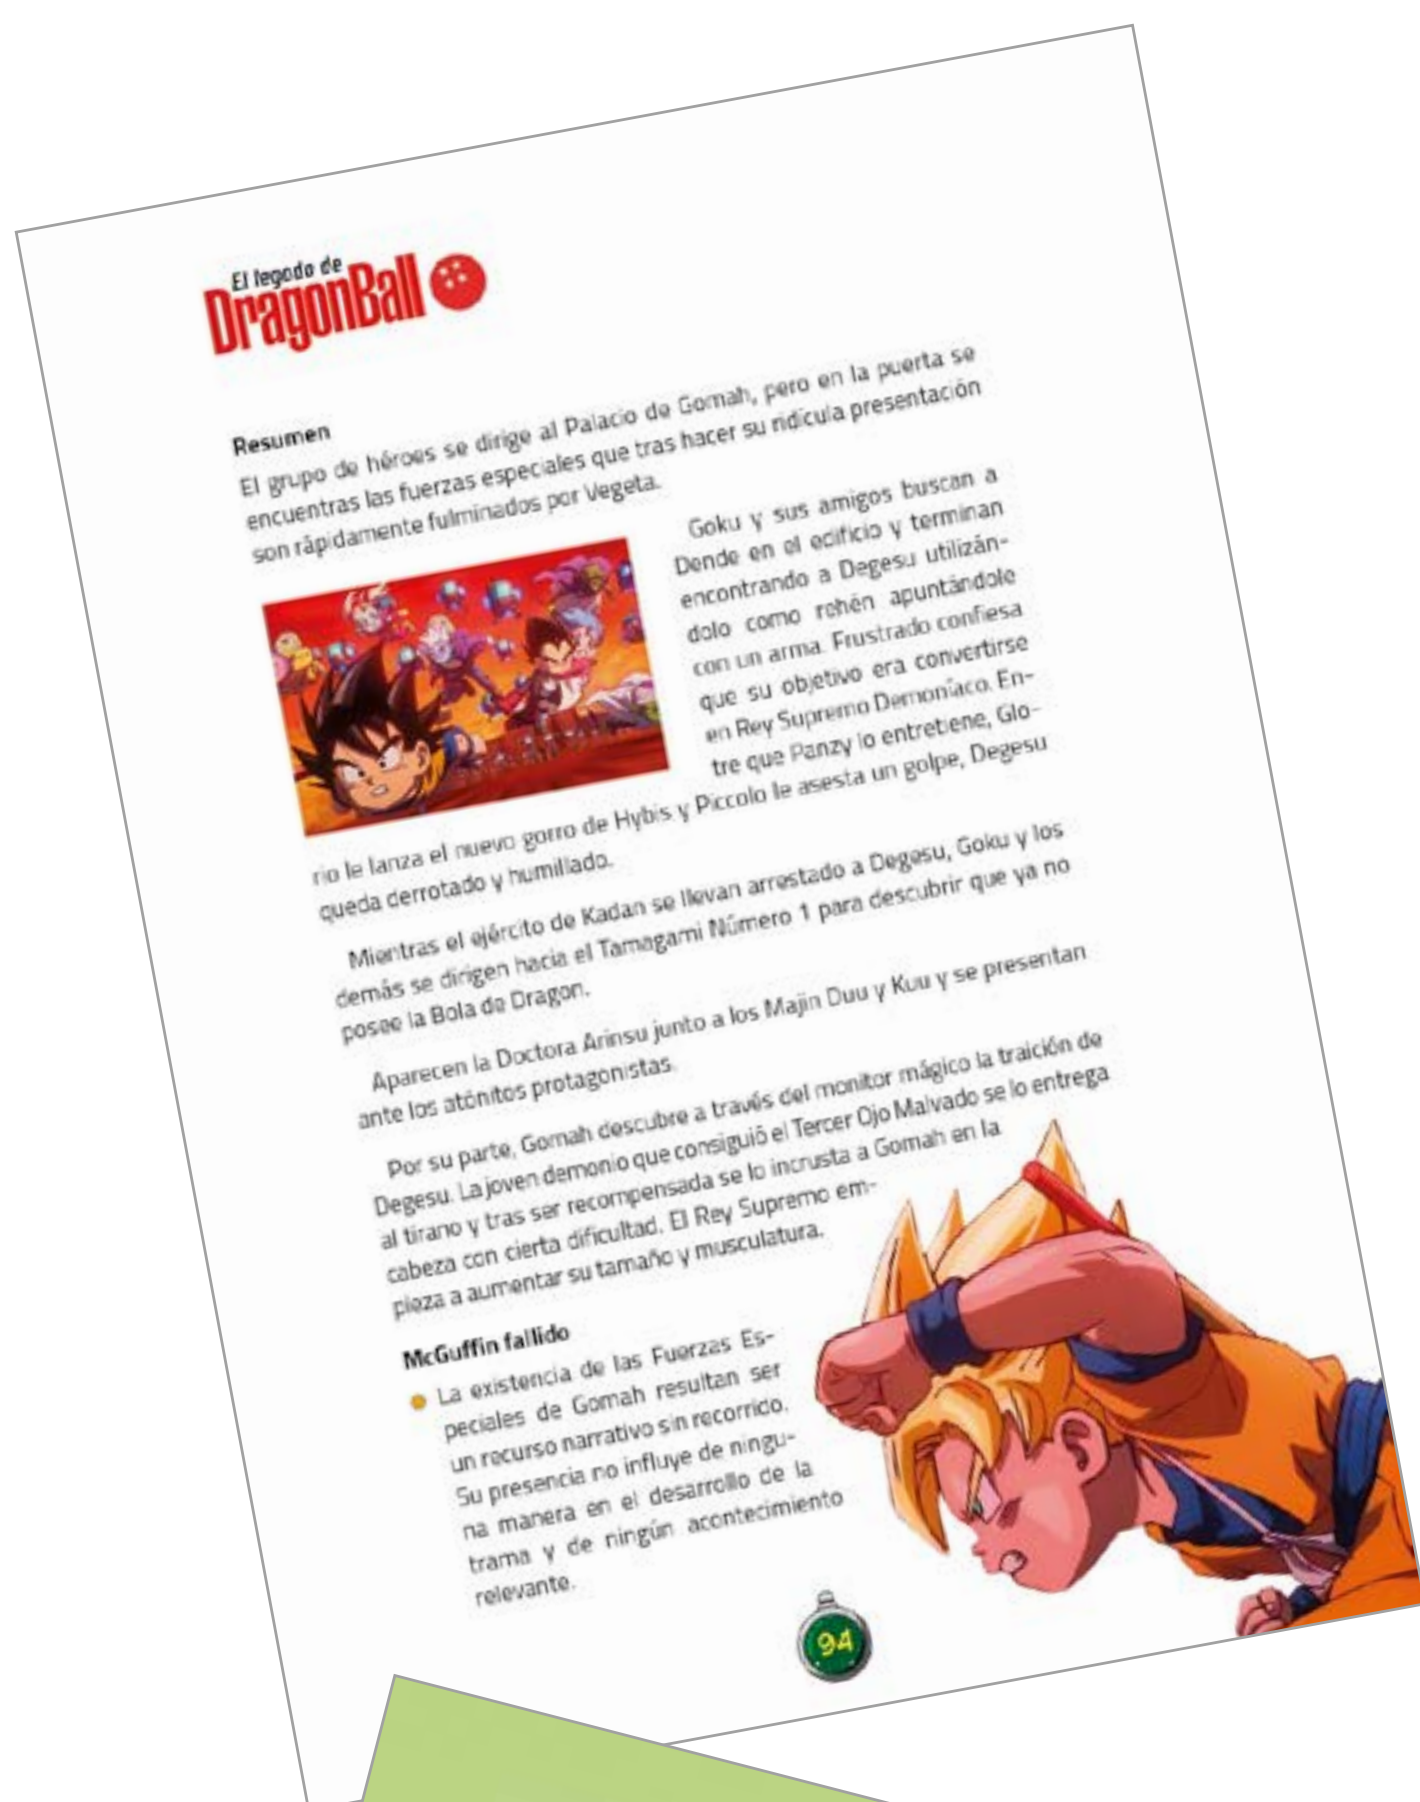 El legado de
DragonBall
Resumen
El grupo de héroes se dirige al Palacio de Gomah, pero en la puerta se
encuentras las fuerzas especiales que tras hacer su ridícula presentación
son rápidamente fulminados por Vegeta.
Goku y sus amigos buscan a
Dende en el edificio y terminan
encontrando a Degesu utilizán-
dolo como rehén apuntándole
con un arma. Frustrado confiesa
que su objetivo era convertirse
en Rey Supremo Demoníaco. En-
tre que Panzy lo entretiene, Glo-
rio le lanza el nuevo gorro de Hybis y Piccolo le asesta un golpe, Degesu
queda derrotado y humillado.
Mientras el ejército de Kadan se llevan arrestado a Degesu, Goku y los
demás se dirigen hacia el Tamagami Número 1 para descubrir que ya no
posee la Bola de Dragon.
Aparecen la Doctora Arinsu junto a los Majin Duu y Kuu y se presentan
ante los atónitos protagonistas.
Por su parte, Gomah descubre a través del monitor mágico la traición de
Degesu. La joven demonio que consiguió el Tercer Ojo Malvado se lo entrega
al tirano y tras ser recompensada se lo incrusta a Gomah en la
cabeza con cierta dificultad. El Rey Supremo em-
pieza a aumentar su tamaño y musculatura.
McGuffin fallido
La existencia de las Fuerzas Es-
peciales de Gomah resultan ser
un recurso narrativo sin recorrido.
Su presencia no influye de ningu-
na manera en el desarrollo de la
trama y de ningún acontecimiento
relevante.
94